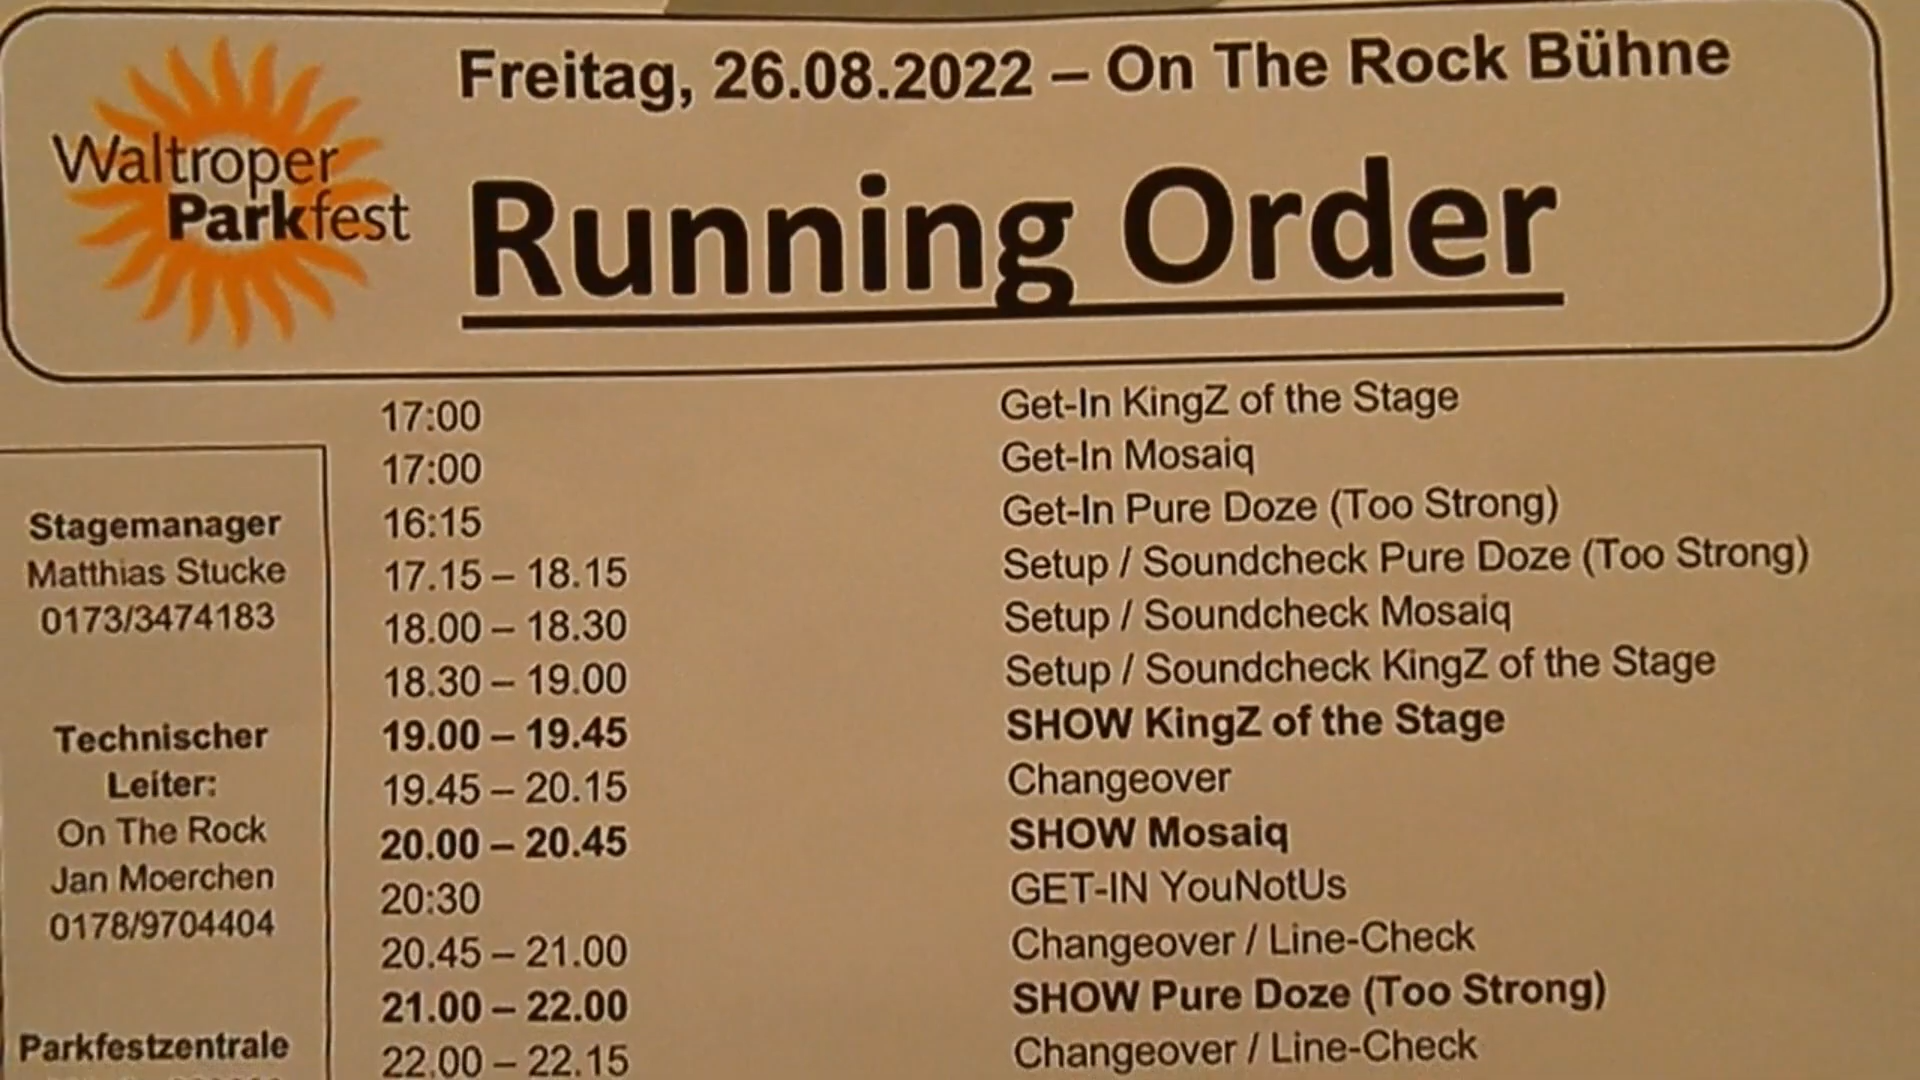 Freitag, 26.08.2022 – On The Rock Bühne
Waltroper
Parkfest
Running Order
17:00 Get-In KingZ of the Stage
17:00 Get-In Mosaiq
16:15 Get-In Pure Doze (Too Strong)
17.15 – 18.15 Setup / Soundcheck Pure Doze (Too Strong)
18.00 – 18.30 Setup / Soundcheck Mosaiq
18.30 – 19.00 Setup / Soundcheck KingZ of the Stage
19.00 – 19.45 SHOW KingZ of the Stage
19.45 – 20.15 Changeover
20.00 – 20.45 SHOW Mosaiq
20:30 GET-IN YouNotUs
20.45 – 21.00 Changeover / Line-Check
21.00 – 22.00 SHOW Pure Doze (Too Strong)
22.00 – 22.15 Changeover / Line-Check
Stagemanager
Matthias Stucke
0173/3474183
Technischer
Leiter:
On The Rock
Jan Moerchen
0178/9704404
Parkfestzentrale